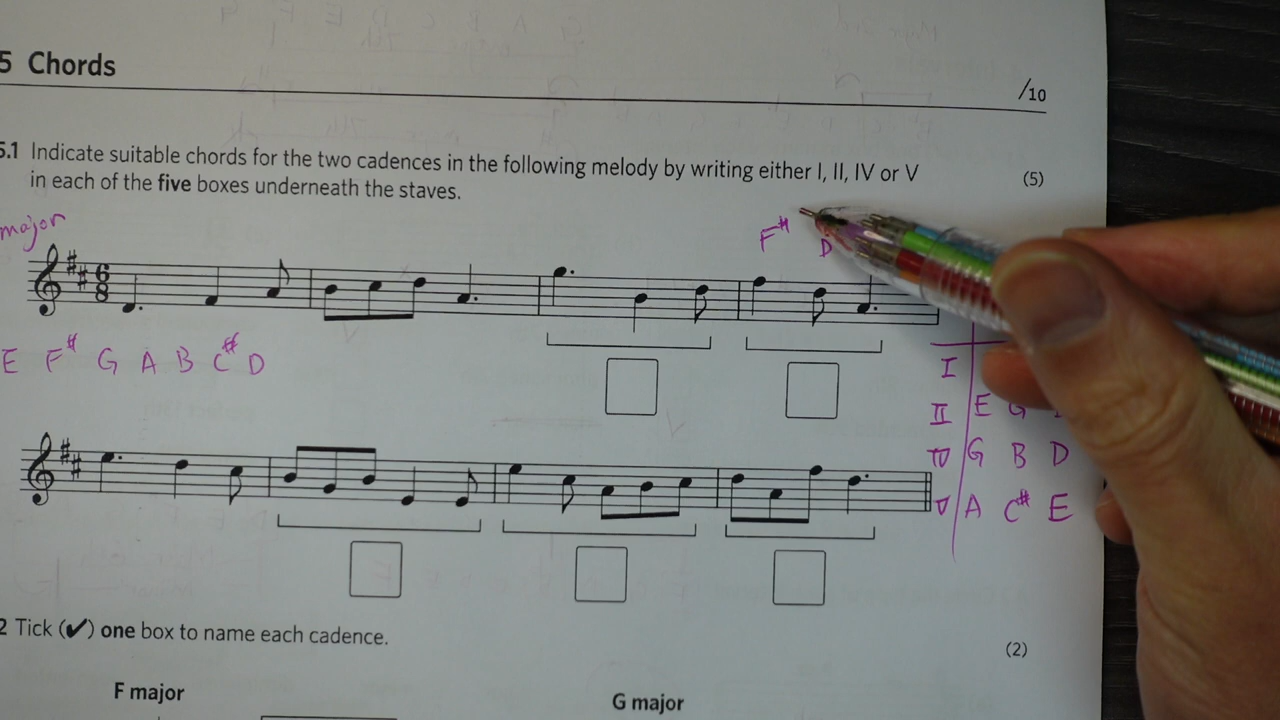 5 Chords
/10
5.1 Indicate suitable chords for the two cadences in the following melody by writing either I, II, IV or V (5)
in each of the five boxes underneath the staves.
major
F# D
6
8
E F# G A B C# D
I
II E G
IV G B D
V A C# E
2 Tick (✔) one box to name each cadence.
(2)
F major G major